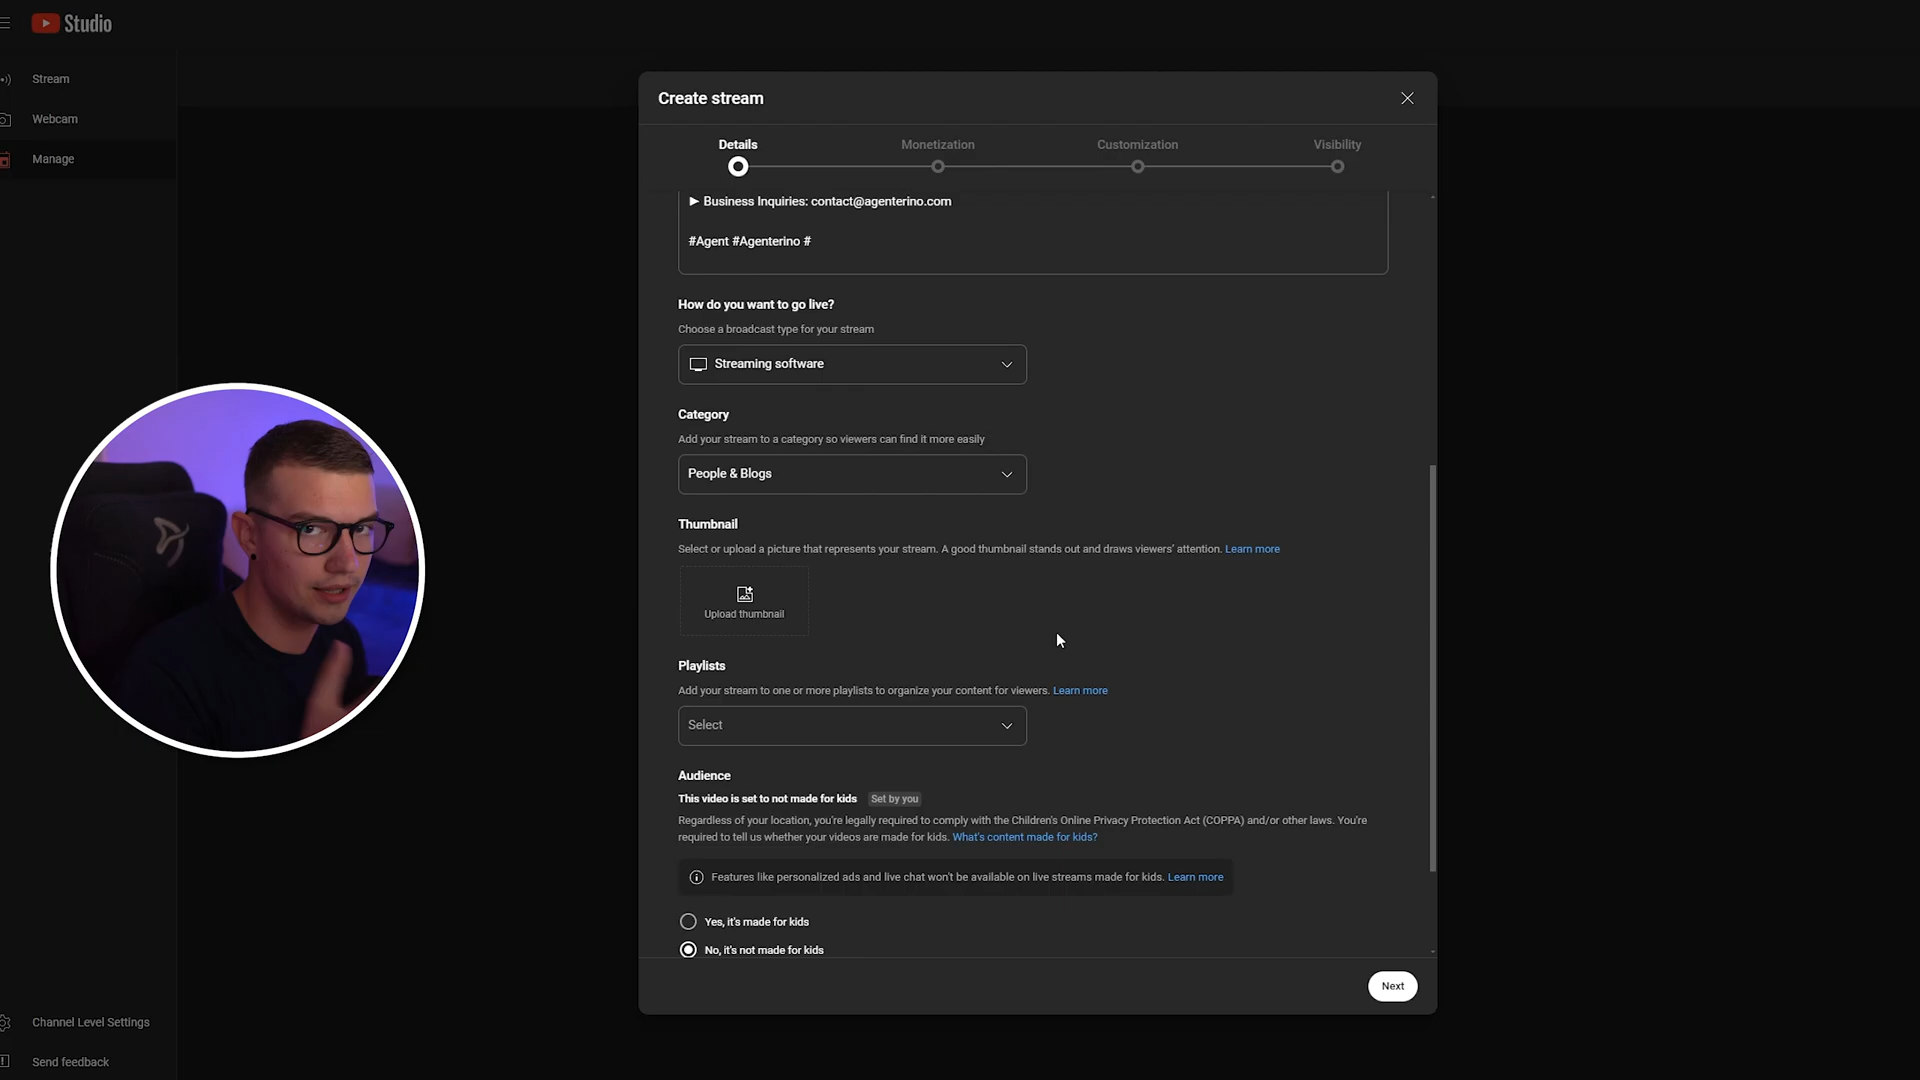 Studio
Stream
Webcam
Manage
Create stream
Details
Monetization
Customization
Visibility
► Business Inquiries: contact@agenterino.com
#Agent #Agenterino #
How do you want to go live?
Choose a broadcast type for your stream
Streaming software
Category
Add your stream to a category so viewers can find it more easily
People & Blogs
Thumbnail
Select or upload a picture that represents your stream. A good thumbnail stands out and draws viewers' attention. Learn more
Upload thumbnail
Playlists
Add your stream to one or more playlists to organize your content for viewers. Learn more
Select
Audience
This video is set to not made for kids Set by you
Regardless of your location, you're legally required to comply with the Children's Online Privacy Protection Act (COPPA) and/or other laws. You're
required to tell us whether your videos are made for kids. What's content made for kids?
Features like personalized ads and live chat won't be available on live streams made for kids. Learn more
Yes, it's made for kids
No, it's not made for kids
Next
Channel Level Settings
Send feedback